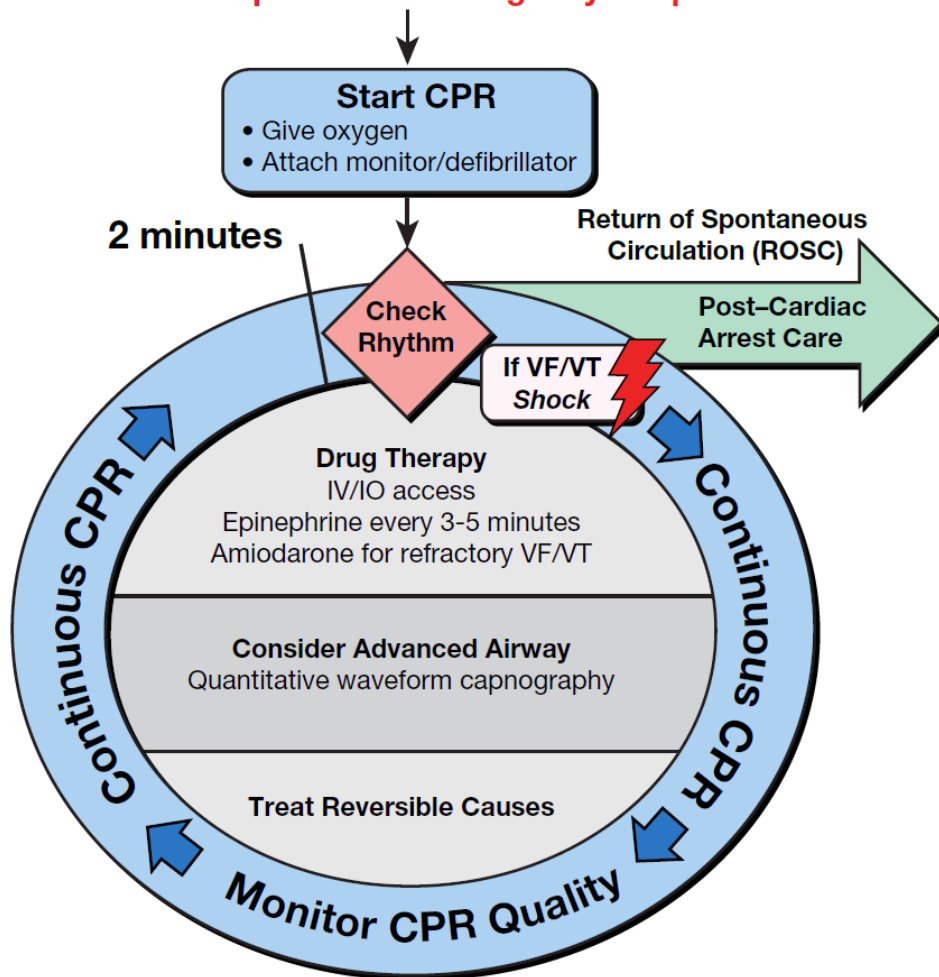 Start CPR
• Give oxygen
• Attach monitor/defibrillator
2 minutes
Return of Spontaneous
Circulation (ROSC)
Check
Rhythm
Post–Cardiac
Arrest Care
If VF/VT
Shock
Drug Therapy
IV/IO access
Epinephrine every 3-5 minutes
Amiodarone for refractory VF/VT
Consider Advanced Airway
Quantitative waveform capnography
Treat Reversible Causes
Continuous CPR
Continuous CPR
Monitor CPR Quality